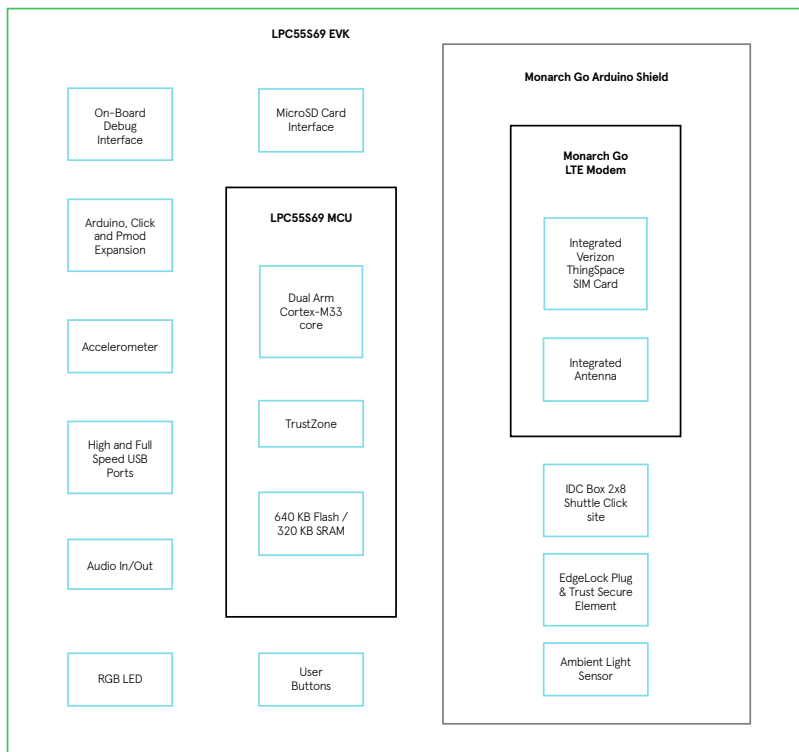 LPC55S69 EVK
On-Board
Debug
Interface
Arduino, Click
and Pmod
Expansion
Accelerometer
High and Full
Speed USB
Ports
Audio In/Out
RGB LED
MicroSD Card
Interface
LPC55S69 MCU
Dual Arm
Cortex-M33
core
TrustZone
640 KB Flash /
320 KB SRAM
User
Buttons
Monarch Go Arduino Shield
Monarch Go
LTE Modem
Integrated
Verizon
ThingSpace
SIM Card
Integrated
Antenna
IDC Box 2x8
Shuttle Click
site
EdgeLock Plug
& Trust Secure
Element
Ambient Light
Sensor